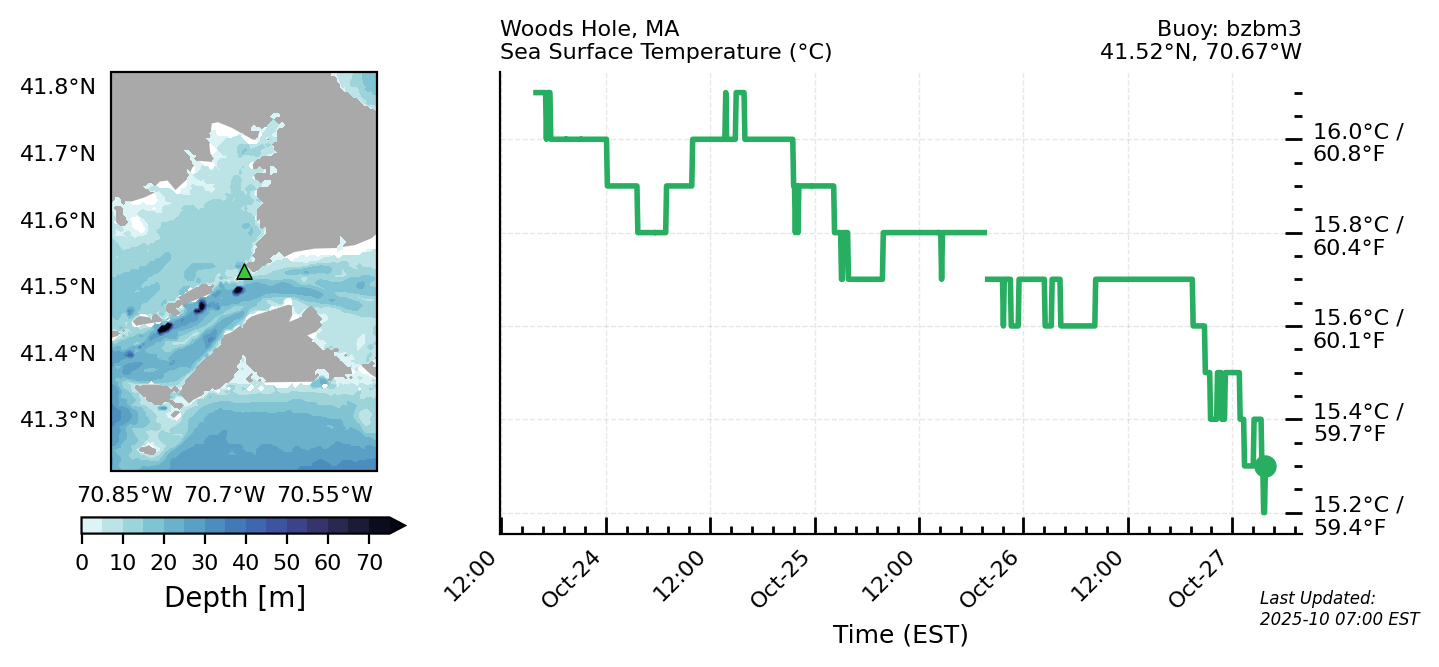 Woods Hole, MA
Sea Surface Temperature (°C)
Buoy: bzbm3
41.52°N, 70.67°W
41.8°N
41.7°N
41.6°N
41.5°N
41.4°N
41.3°N
70.85°W 70.7°W 70.55°W
0 10 20 30 40 50 60 70
Depth [m]
16.0°C /
60.8°F
15.8°C /
60.4°F
15.6°C /
60.1°F
15.4°C /
59.7°F
15.2°C /
59.4°F
12:00 Oct-24 12:00 Oct-25 12:00 Oct-26 12:00 Oct-27
Time (EST)
Last Updated:
2025-10 07:00 EST